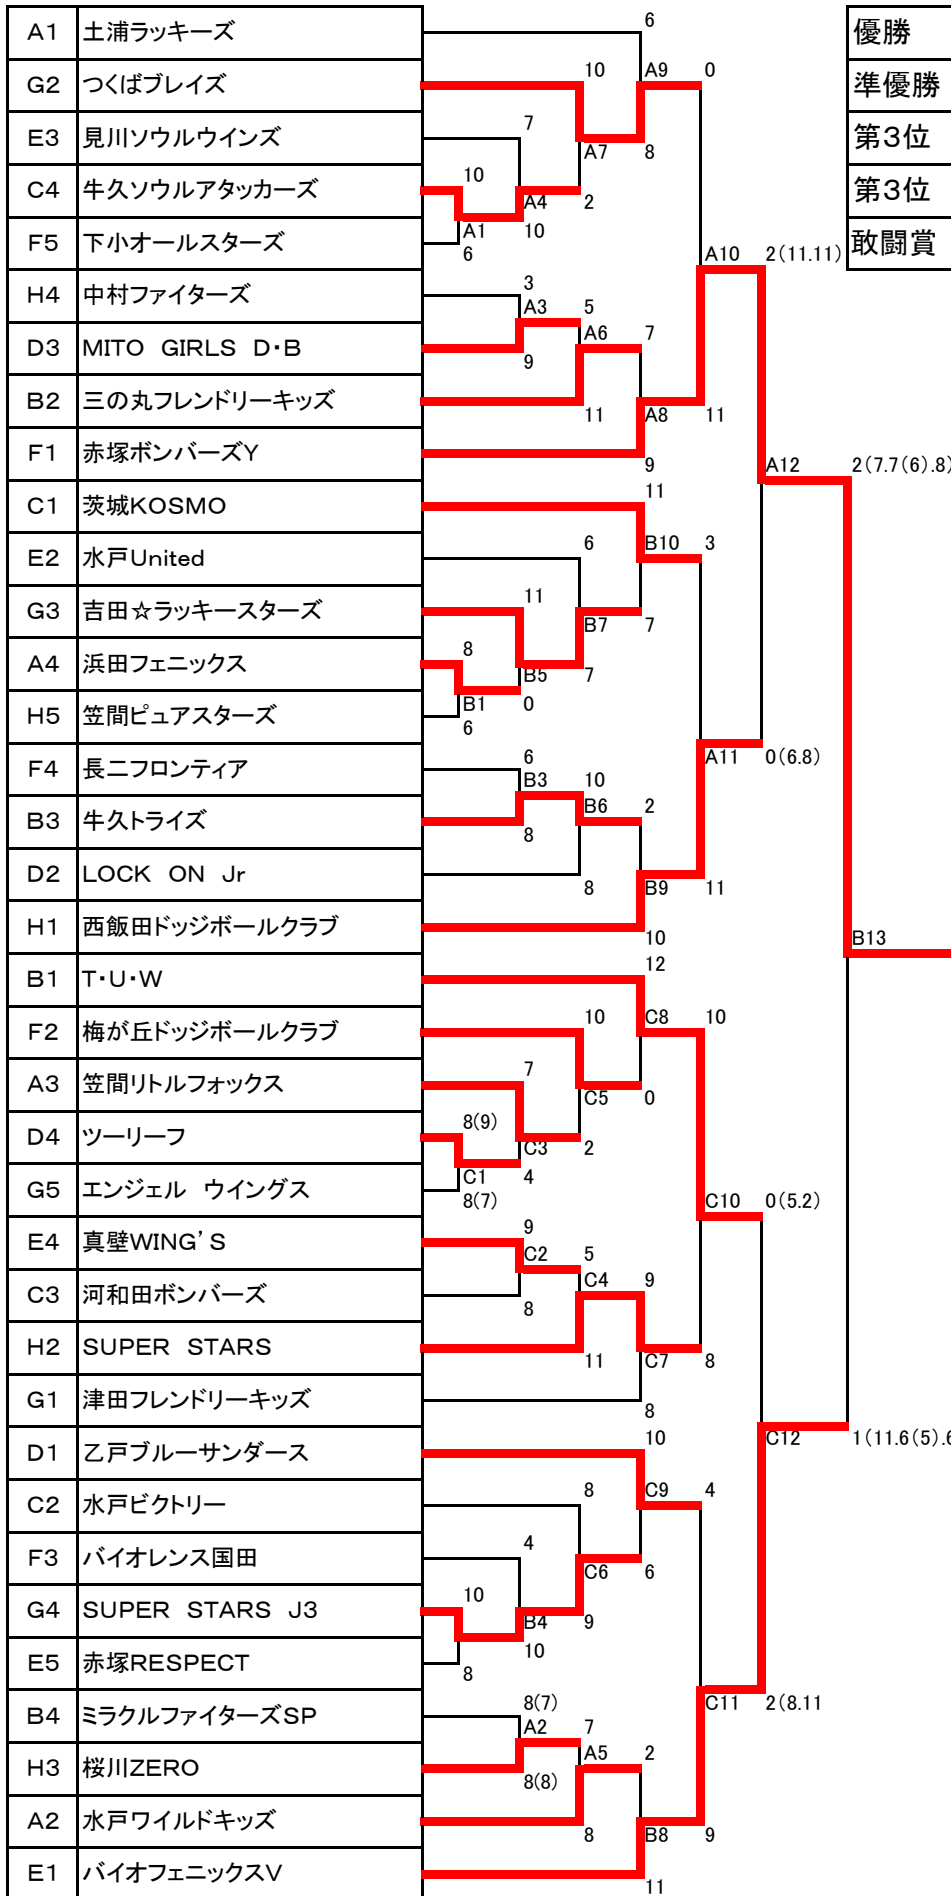 A1 土浦ラッキーズ 6 優勝
G2 つくばブレイズ 10 A9 0 準優勝
E3 見川ソウルウインズ 7 A7 8 第3位
C4 牛久ソウルアタッカーズ 10 A4 2 第3位
F5 下小オールスターズ A1 10 6 A10 2(11.11) 敢闘賞
H4 中村ファイターズ 3 A3 5
D3 MITO GIRLS D・B 9 A6 7
B2 三の丸フレンドリーキッズ 11 A8 11
F1 赤塚ボンバーズY 9 A12 2(7.7(6).8)
C1 茨城KOSMO 11
E2 水戸United 6 B10 3
G3 吉田☆ラッキースターズ 11 B7 7
A4 浜田フェニックス 8 B5 7
H5 笠間ピュアスターズ B1 0 6
F4 長二フロンティア 6 B3 10 A11 0(6.8)
B3 牛久トライズ 8 B6 2
D2 LOCK ON Jr 8 B9 11
H1 西飯田ドッジボールクラブ 10 B13
B1 T・U・W 12
F2 梅が丘ドッジボールクラブ 10 C8 10
A3 笠間リトルフォックス 7 C5 0
D4 ツーリーフ 8(9) C3 2
G5 エンジェル ウイングス C1 4 8(7) C10 0(5.2)
E4 真壁WING'S 9 C2 5
C3 河和田ボンバーズ 8 C4 9
H2 SUPER STARS 11 C7 8
G1 津田フレンドリーキッズ 8
D1 乙戸ブルーサンダース 10 C12 1(11.6(5).6
C2 水戸ビクトリー 8 C9 4
F3 バイオレンス国田 4 C6 6
G4 SUPER STARS J3 10 B4 9
E5 赤塚RESPECT 8 10
B4 ミラクルファイターズSP 8(7) A2 7 C11 2(8.11
H3 桜川ZERO 8(8) A5 2
A2 水戸ワイルドキッズ 8 B8 9
E1 バイオフェニックスV 11